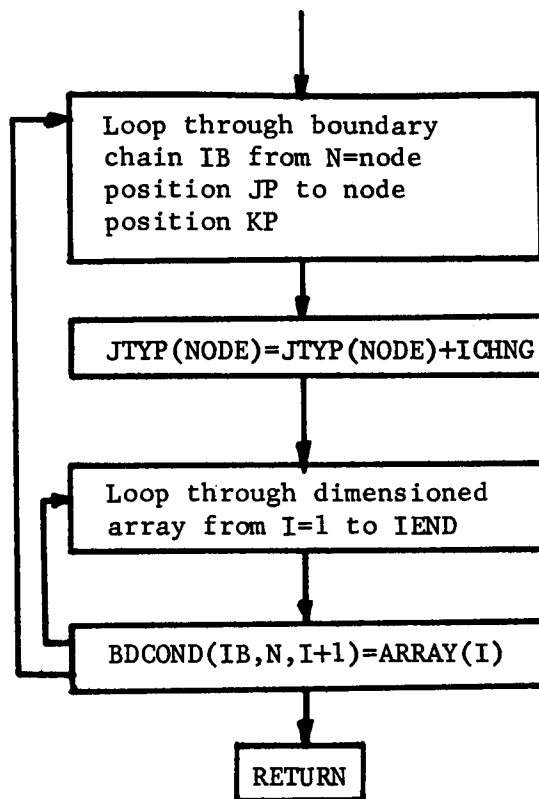 Loop through boundary
chain IB from N=node
position JP to node
position KP
JTYP(NODE)=JTYP(NODE)+ICHNG
Loop through dimensioned
array from I=1 to IEND
BDCOND(IB,N,I+1)=ARRAY(I)
RETURN